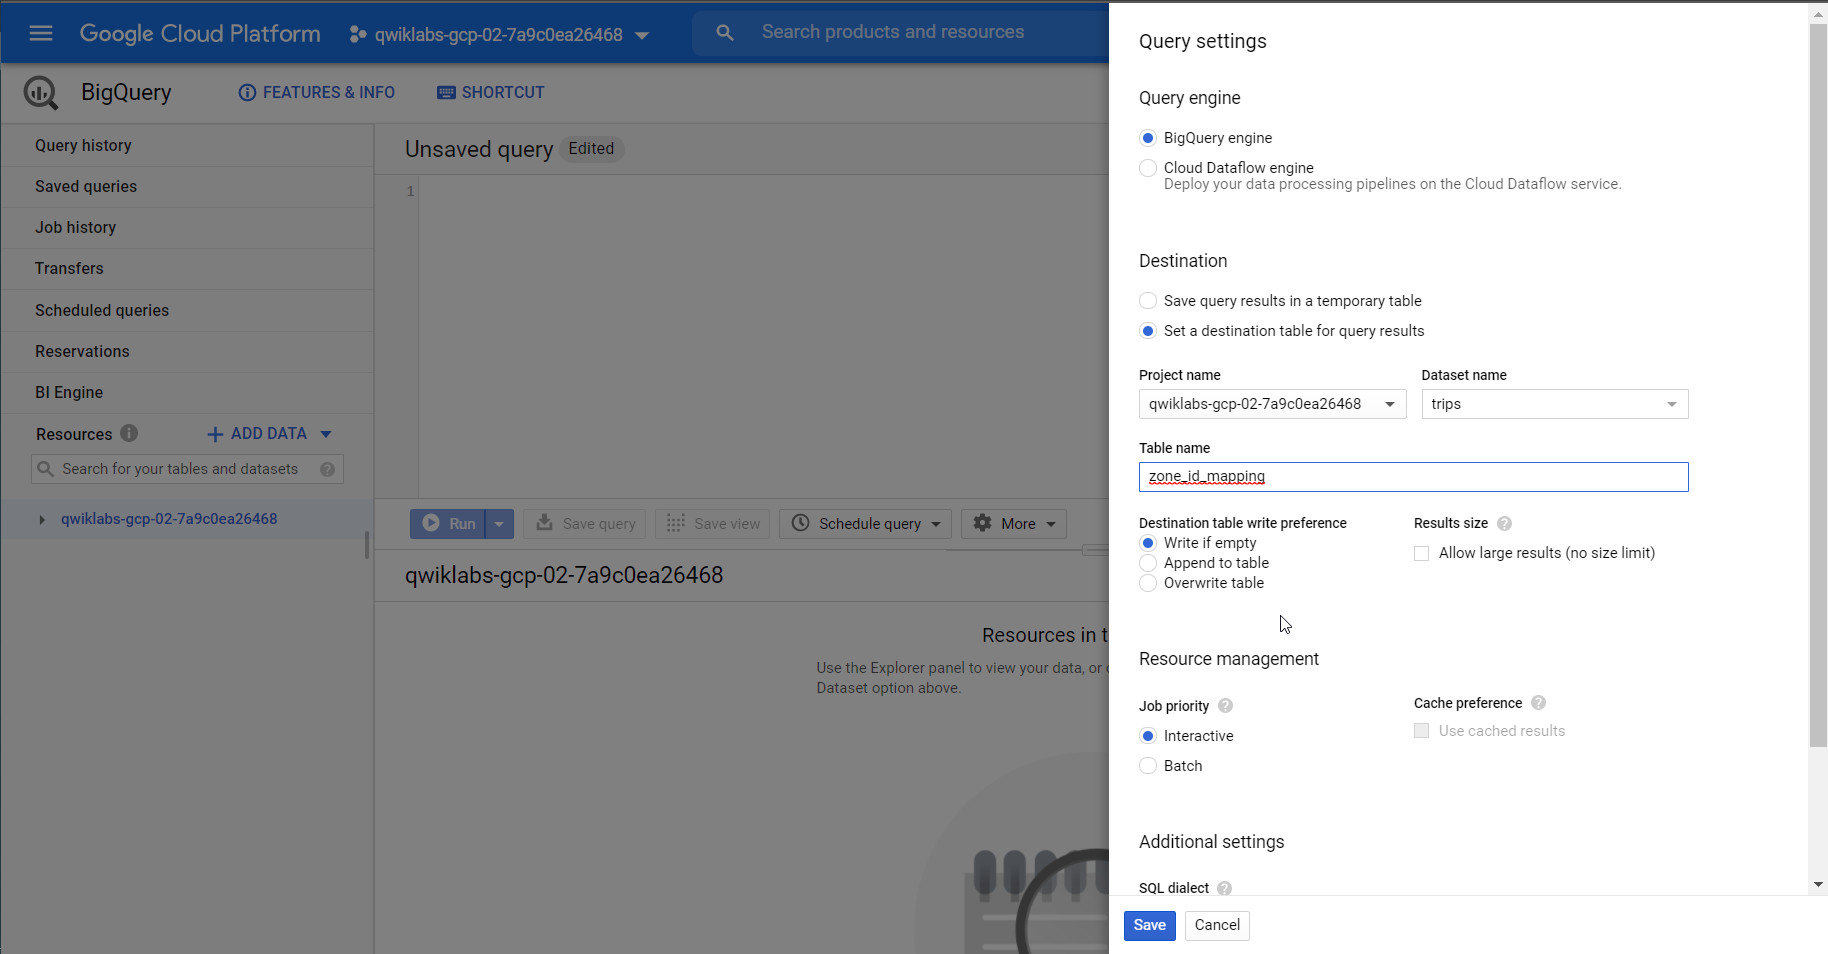 Google Cloud Platform
qwiklabs-gcp-02-7a9c0ea26468
Search products and resources
BigQuery
FEATURES & INFO
SHORTCUT
Query history
Saved queries
Job history
Transfers
Scheduled queries
Reservations
BI Engine
Resources
ADD DATA
Search for your tables and datasets
qwiklabs-gcp-02-7a9c0ea26468
Unsaved query
Edited
1
Run
Save query
Save view
Schedule query
More
qwiklabs-gcp-02-7a9c0ea26468
Resources in t
Use the Explorer panel to view your data, or
Dataset option above.
Query settings
Query engine
BigQuery engine
Cloud Dataflow engine
Deploy your data processing pipelines on the Cloud Dataflow service.
Destination
Save query results in a temporary table
Set a destination table for query results
Project name
Dataset name
qwiklabs-gcp-02-7a9c0ea26468
trips
Table name
zone_id_mapping
Destination table write preference
Results size
Write if empty
Allow large results (no size limit)
Append to table
Overwrite table
Resource management
Job priority
Cache preference
Interactive
Use cached results
Batch
Additional settings
SQL dialect
Save
Cancel